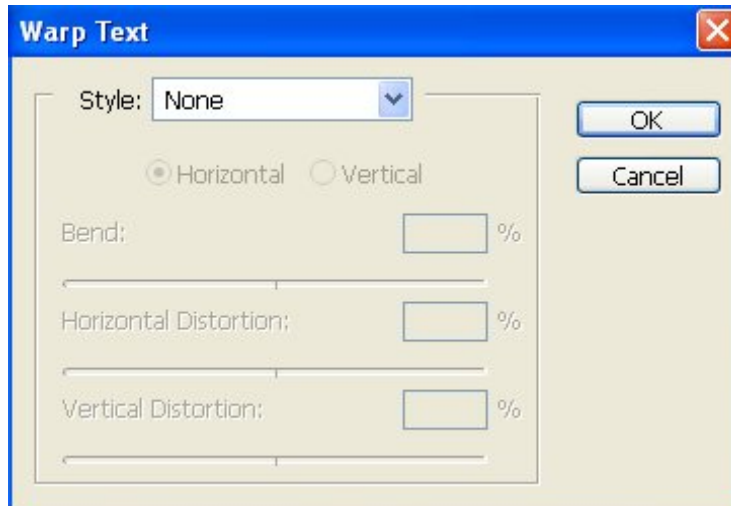 Warp Text
Style: None
OK
Horizontal Vertical
Cancel
Bend: %
Horizontal Distortion: %
Vertical Distortion: %